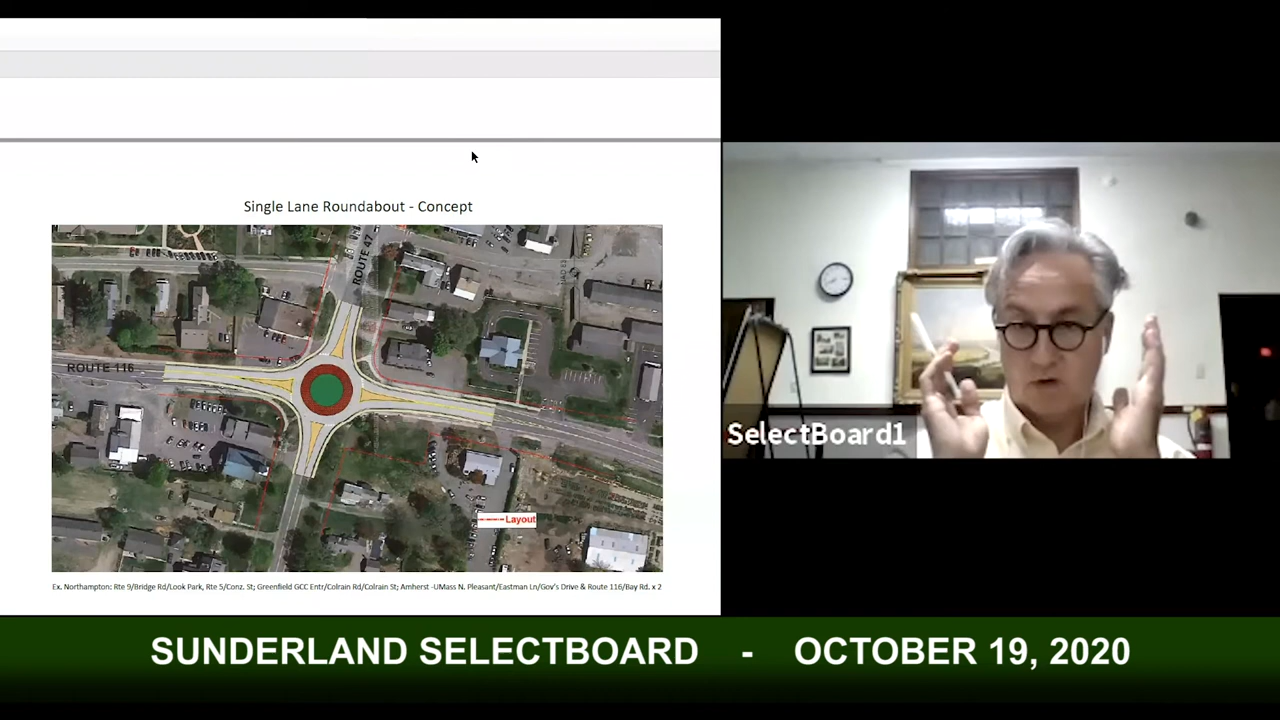 Single Lane Roundabout - Concept
ROUTE 47
ROUTE 116
Layout
Ex. Northampton: Rte 9/Bridge Rd/Look Park, Rte 5/Conz. St; Greenfield GCC Entr/Colrain Rd/Colrain St; Amherst -UMass N. Pleasant/Eastman Ln/Gov's Drive & Route 116/Bay Rd. x 2
SelectBoard1
SUNDERLAND SELECTBOARD - OCTOBER 19, 2020